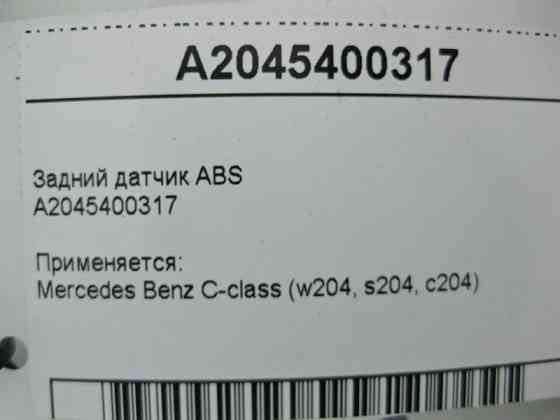 A2045400317
Задний датчик ABS
A2045400317
Применяется:
Mercedes Benz C-class (w204, s204, c204)